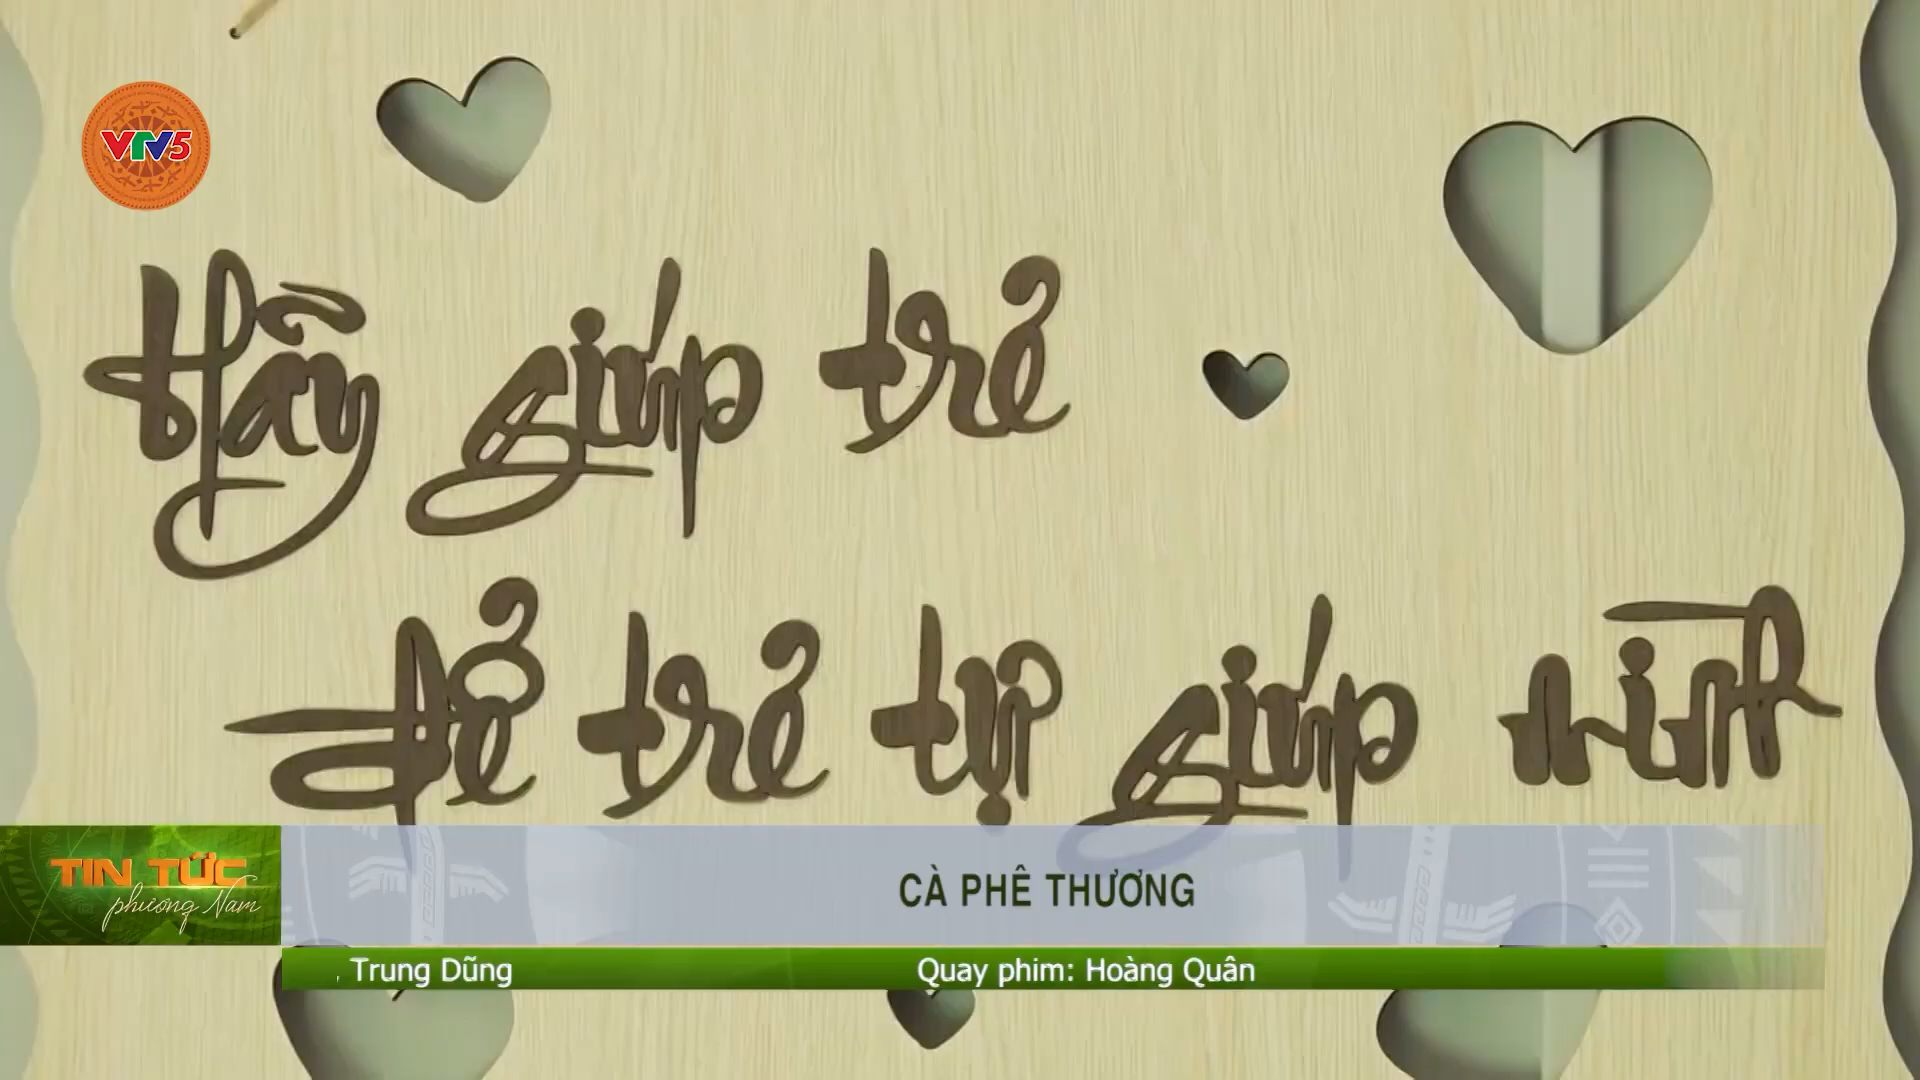 VTV5
Hãy giúp trẻ
để trẻ tự giúp mình
TIN TỨC
phương Nam
CÀ PHÊ THƯƠNG
, Trung Dũng Quay phim: Hoàng Quân